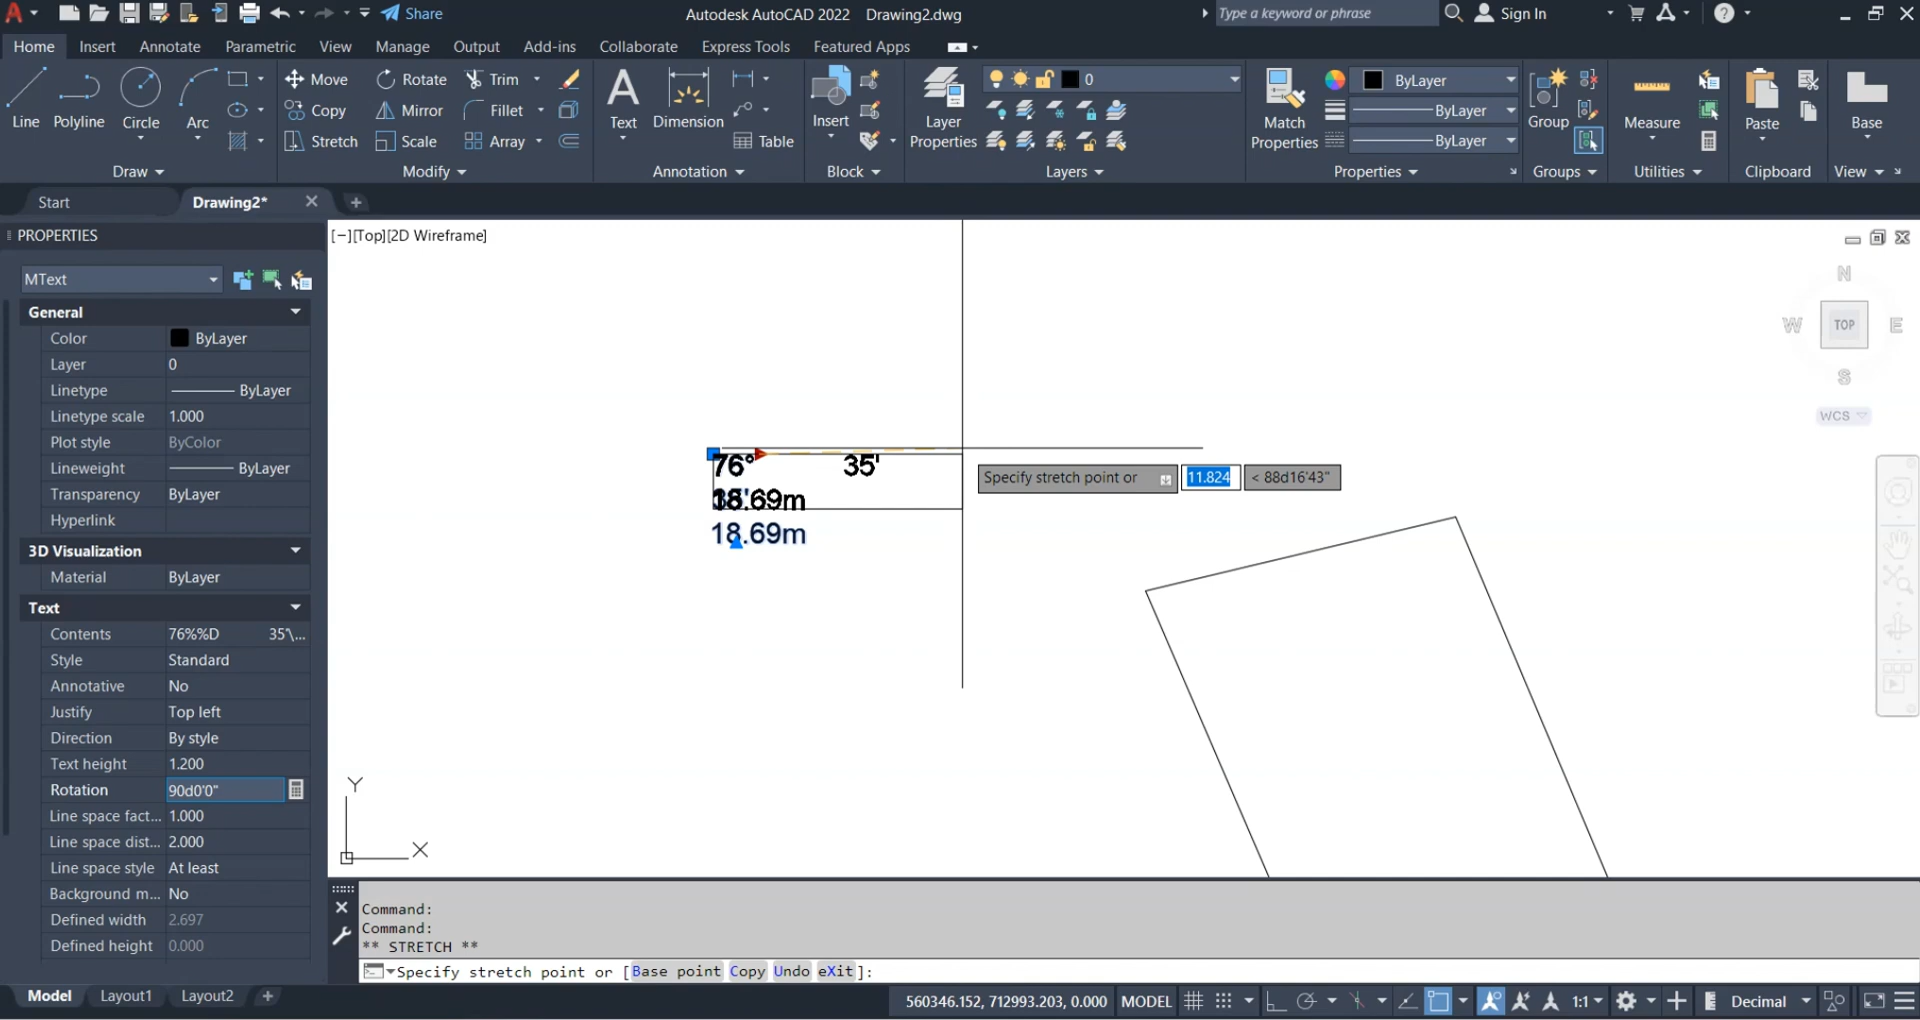 Share
Autodesk AutoCAD 2022 Drawing2.dwg
Type a keyword or phrase
Sign In
Home Insert Annotate Parametric View Manage Output Add-ins Collaborate Express Tools Featured Apps
Line Polyline Circle Arc
Move Rotate Trim
Copy Mirror Fillet
Stretch Scale Array
Text Dimension Table
Insert
Layer Properties
0
Match Properties
ByLayer
ByLayer
ByLayer
Group
Measure
Paste
Base
Draw Modify Annotation Block Layers Properties Groups Utilities Clipboard View
Start Drawing2*
PROPERTIES
MText
General
Color ByLayer
Layer 0
Linetype ByLayer
Linetype scale 1.000
Plot style ByColor
Lineweight ByLayer
Transparency ByLayer
Hyperlink
3D Visualization
Material ByLayer
Text
Contents 76%%D 35'\...
Style Standard
Annotative No
Justify Top left
Direction By style
Text height 1.200
Rotation 90d0'0"
Line space fact... 1.000
Line space dist... 2.000
Line space style At least
Background m... No
Defined width 2.697
Defined height 0.000
[−][Top][2D Wireframe]
N
W TOP E
S
WCS
76° 35'
18.69m
18.69m
Specify stretch point or 11.824 < 88d16'43"
Y
X
Command:
Command:
** STRETCH **
Specify stretch point or [Base point Copy Undo eXit]:
Model Layout1 Layout2
560346.152, 712993.203, 0.000 MODEL 1:1 Decimal